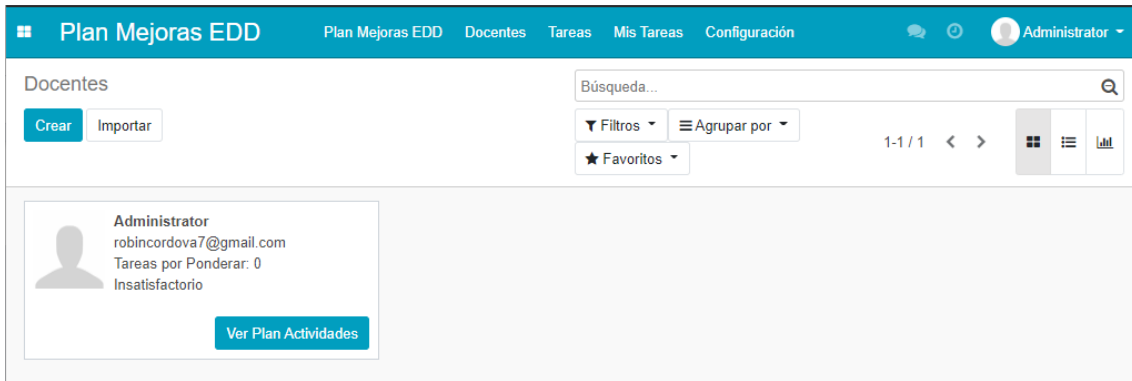 Plan Mejoras EDD Plan Mejoras EDD Docentes Tareas Mis Tareas Configuración Administrator
Docentes
Búsqueda...
Crear Importar
Filtros Agrupar por
1-1 / 1
Favoritos
Administrator
robincordova7@gmail.com
Tareas por Ponderar: 0
Insatisfactorio
Ver Plan Actividades